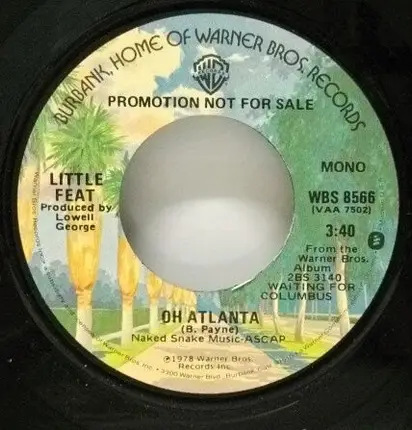 BURBANK, HOME OF WARNER BROS. RECORDS
PROMOTION NOT FOR SALE
MONO
LITTLE
FEAT
Produced by
Lowell
George
WBS 8566
(VAA 7502)
3:40
From the
Warner Bros.
Album
2BS 3140
WAITING FOR
COLUMBUS
OH ATLANTA
(B. Payne)
Naked Snake Music-ASCAP
℗1978 Warner Bros.
Records Inc.